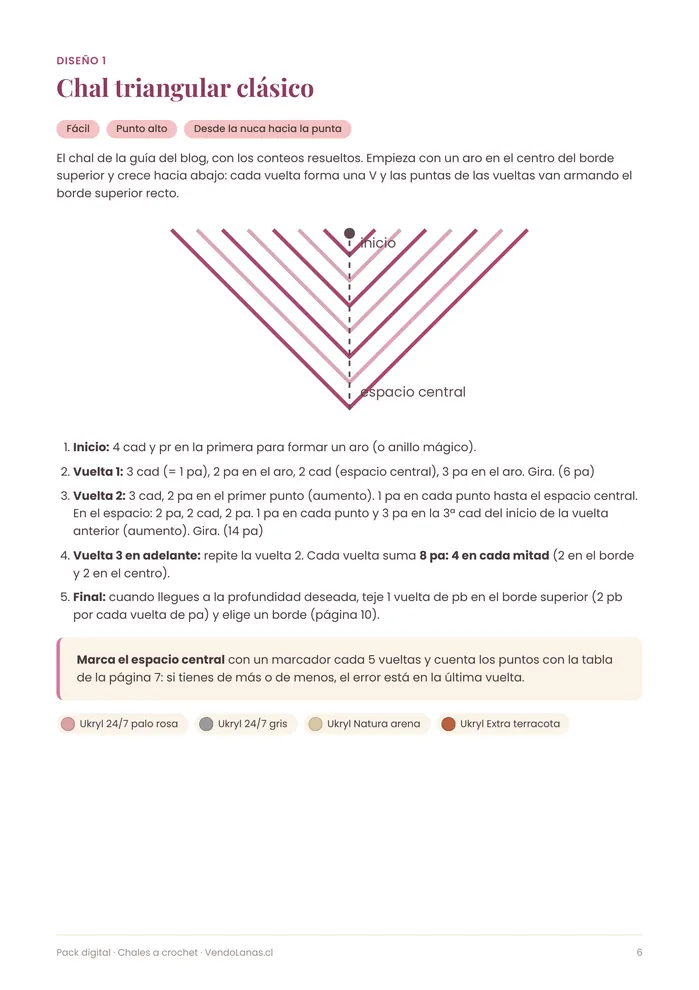 DISEÑO 1
Chal triangular clásico
Fácil
Punto alto
Desde la nuca hacia la punta
El chal de la guía del blog, con los conteos resueltos. Empieza con un aro en el centro del borde
superior y crece hacia abajo: cada vuelta forma una V y las puntas de las vueltas van armando el
borde superior recto.
inicio
espacio central
1. Inicio: 4 cad y pr en la primera para formar un aro (o anillo mágico).
2. Vuelta 1: 3 cad (= 1 pa), 2 pa en el aro, 2 cad (espacio central), 3 pa en el aro. Gira. (6 pa)
3. Vuelta 2: 3 cad, 2 pa en el primer punto (aumento). 1 pa en cada punto hasta el espacio central.
En el espacio: 2 pa, 2 cad, 2 pa. 1 pa en cada punto y 3 pa en la 3ª cad del inicio de la vuelta
anterior (aumento). Gira. (14 pa)
4. Vuelta 3 en adelante: repite la vuelta 2. Cada vuelta suma 8 pa: 4 en cada mitad (2 en el borde
y 2 en el centro).
5. Final: cuando llegues a la profundidad deseada, teje 1 vuelta de pb en el borde superior (2 pb
por cada vuelta de pa) y elige un borde (página 10).
Marca el espacio central con un marcador cada 5 vueltas y cuenta los puntos con la tabla
de la página 7: si tienes de más o de menos, el error está en la última vuelta.
Ukryl 24/7 palo rosa
Ukryl 24/7 gris
Ukryl Natura arena
Ukryl Extra terracota
Pack digital · Chales a crochet · VendoLanas.cl
6